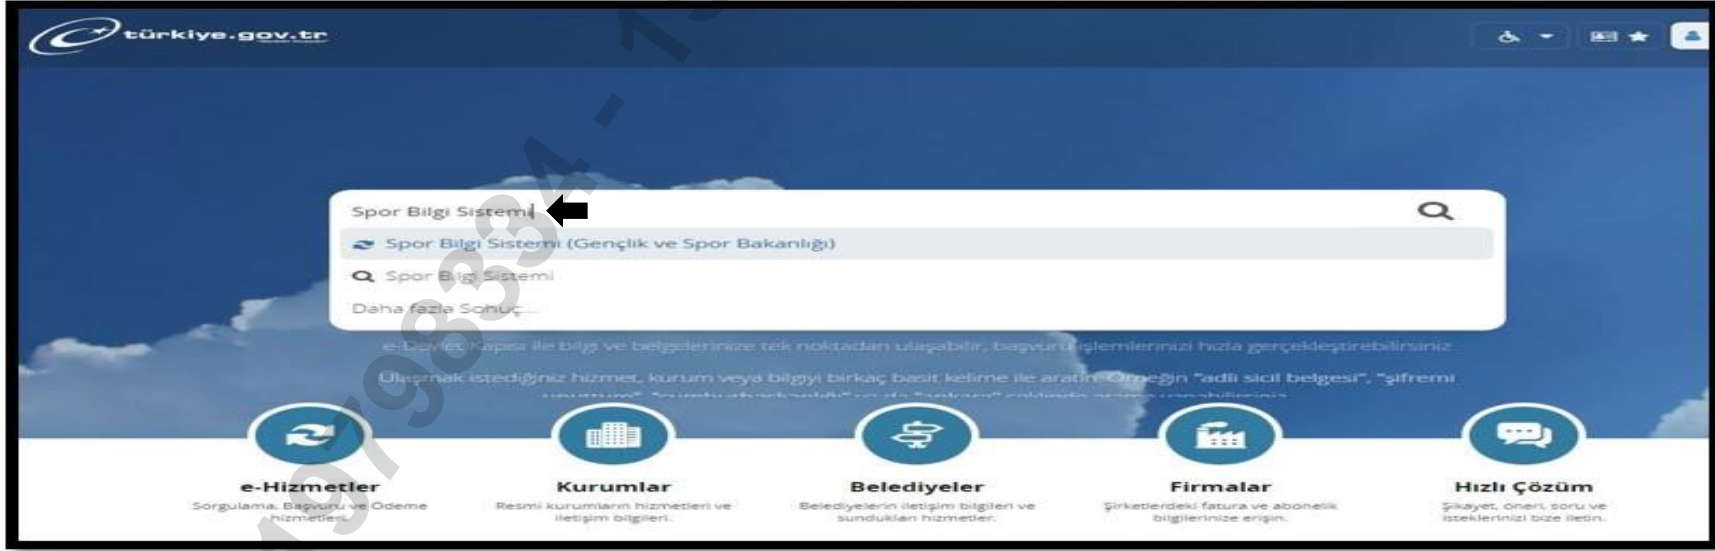 türkiye.gov.tr
Spor Bilgi Sistemi
Spor Bilgi Sistemi (Gençlik ve Spor Bakanlığı)
Spor Bilgi Sistemi
Daha fazla Sonuç...
e-Devlet Kapısı ile bilgi ve belgelerinize tek noktadan ulaşabilir, başvuru işlemlerinizi hızla gerçekleştirebilirsiniz
Ulaşmak istediğiniz hizmet, kurum veya bilgiyi birkaç basit kelime ile aratın. Örneğin "adli sicil belgesi", "şifremi
e-Hizmetler
Sorgulama, Başvuru ve Ödeme
hizmetleri.
Kurumlar
Resmi kurumların hizmetleri ve
iletişim bilgileri.
Belediyeler
Belediyelerin iletişim bilgileri ve
sundukları hizmetler.
Firmalar
Şirketlerdeki fatura ve abonelik
bilgilerinize erişin.
Hızlı Çözüm
Şikayet, öneri, soru ve
isteklerinizi bize iletin.
1979834 - 1